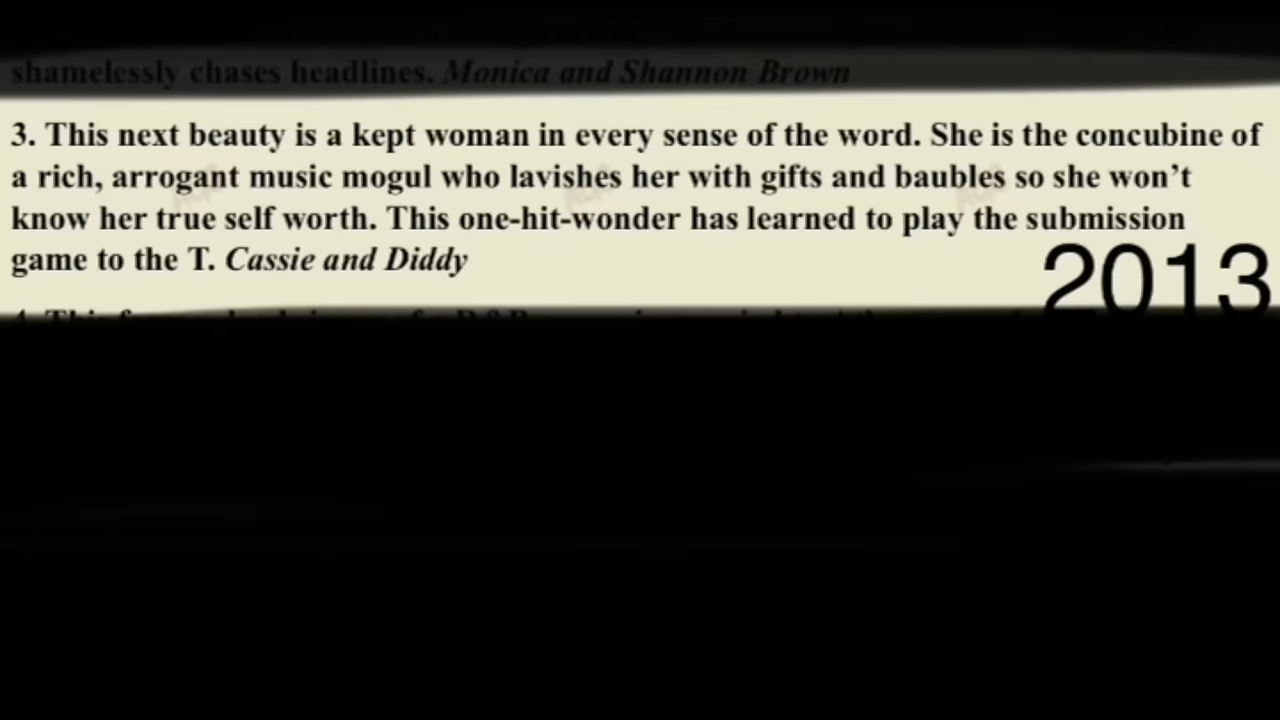 shamelessly chases headlines. Monica and Shannon Brown
3. This next beauty is a kept woman in every sense of the word. She is the concubine of
a rich, arrogant music mogul who lavishes her with gifts and baubles so she won't
know her true self worth. This one-hit-wonder has learned to play the submission
game to the T. Cassie and Diddy
2013